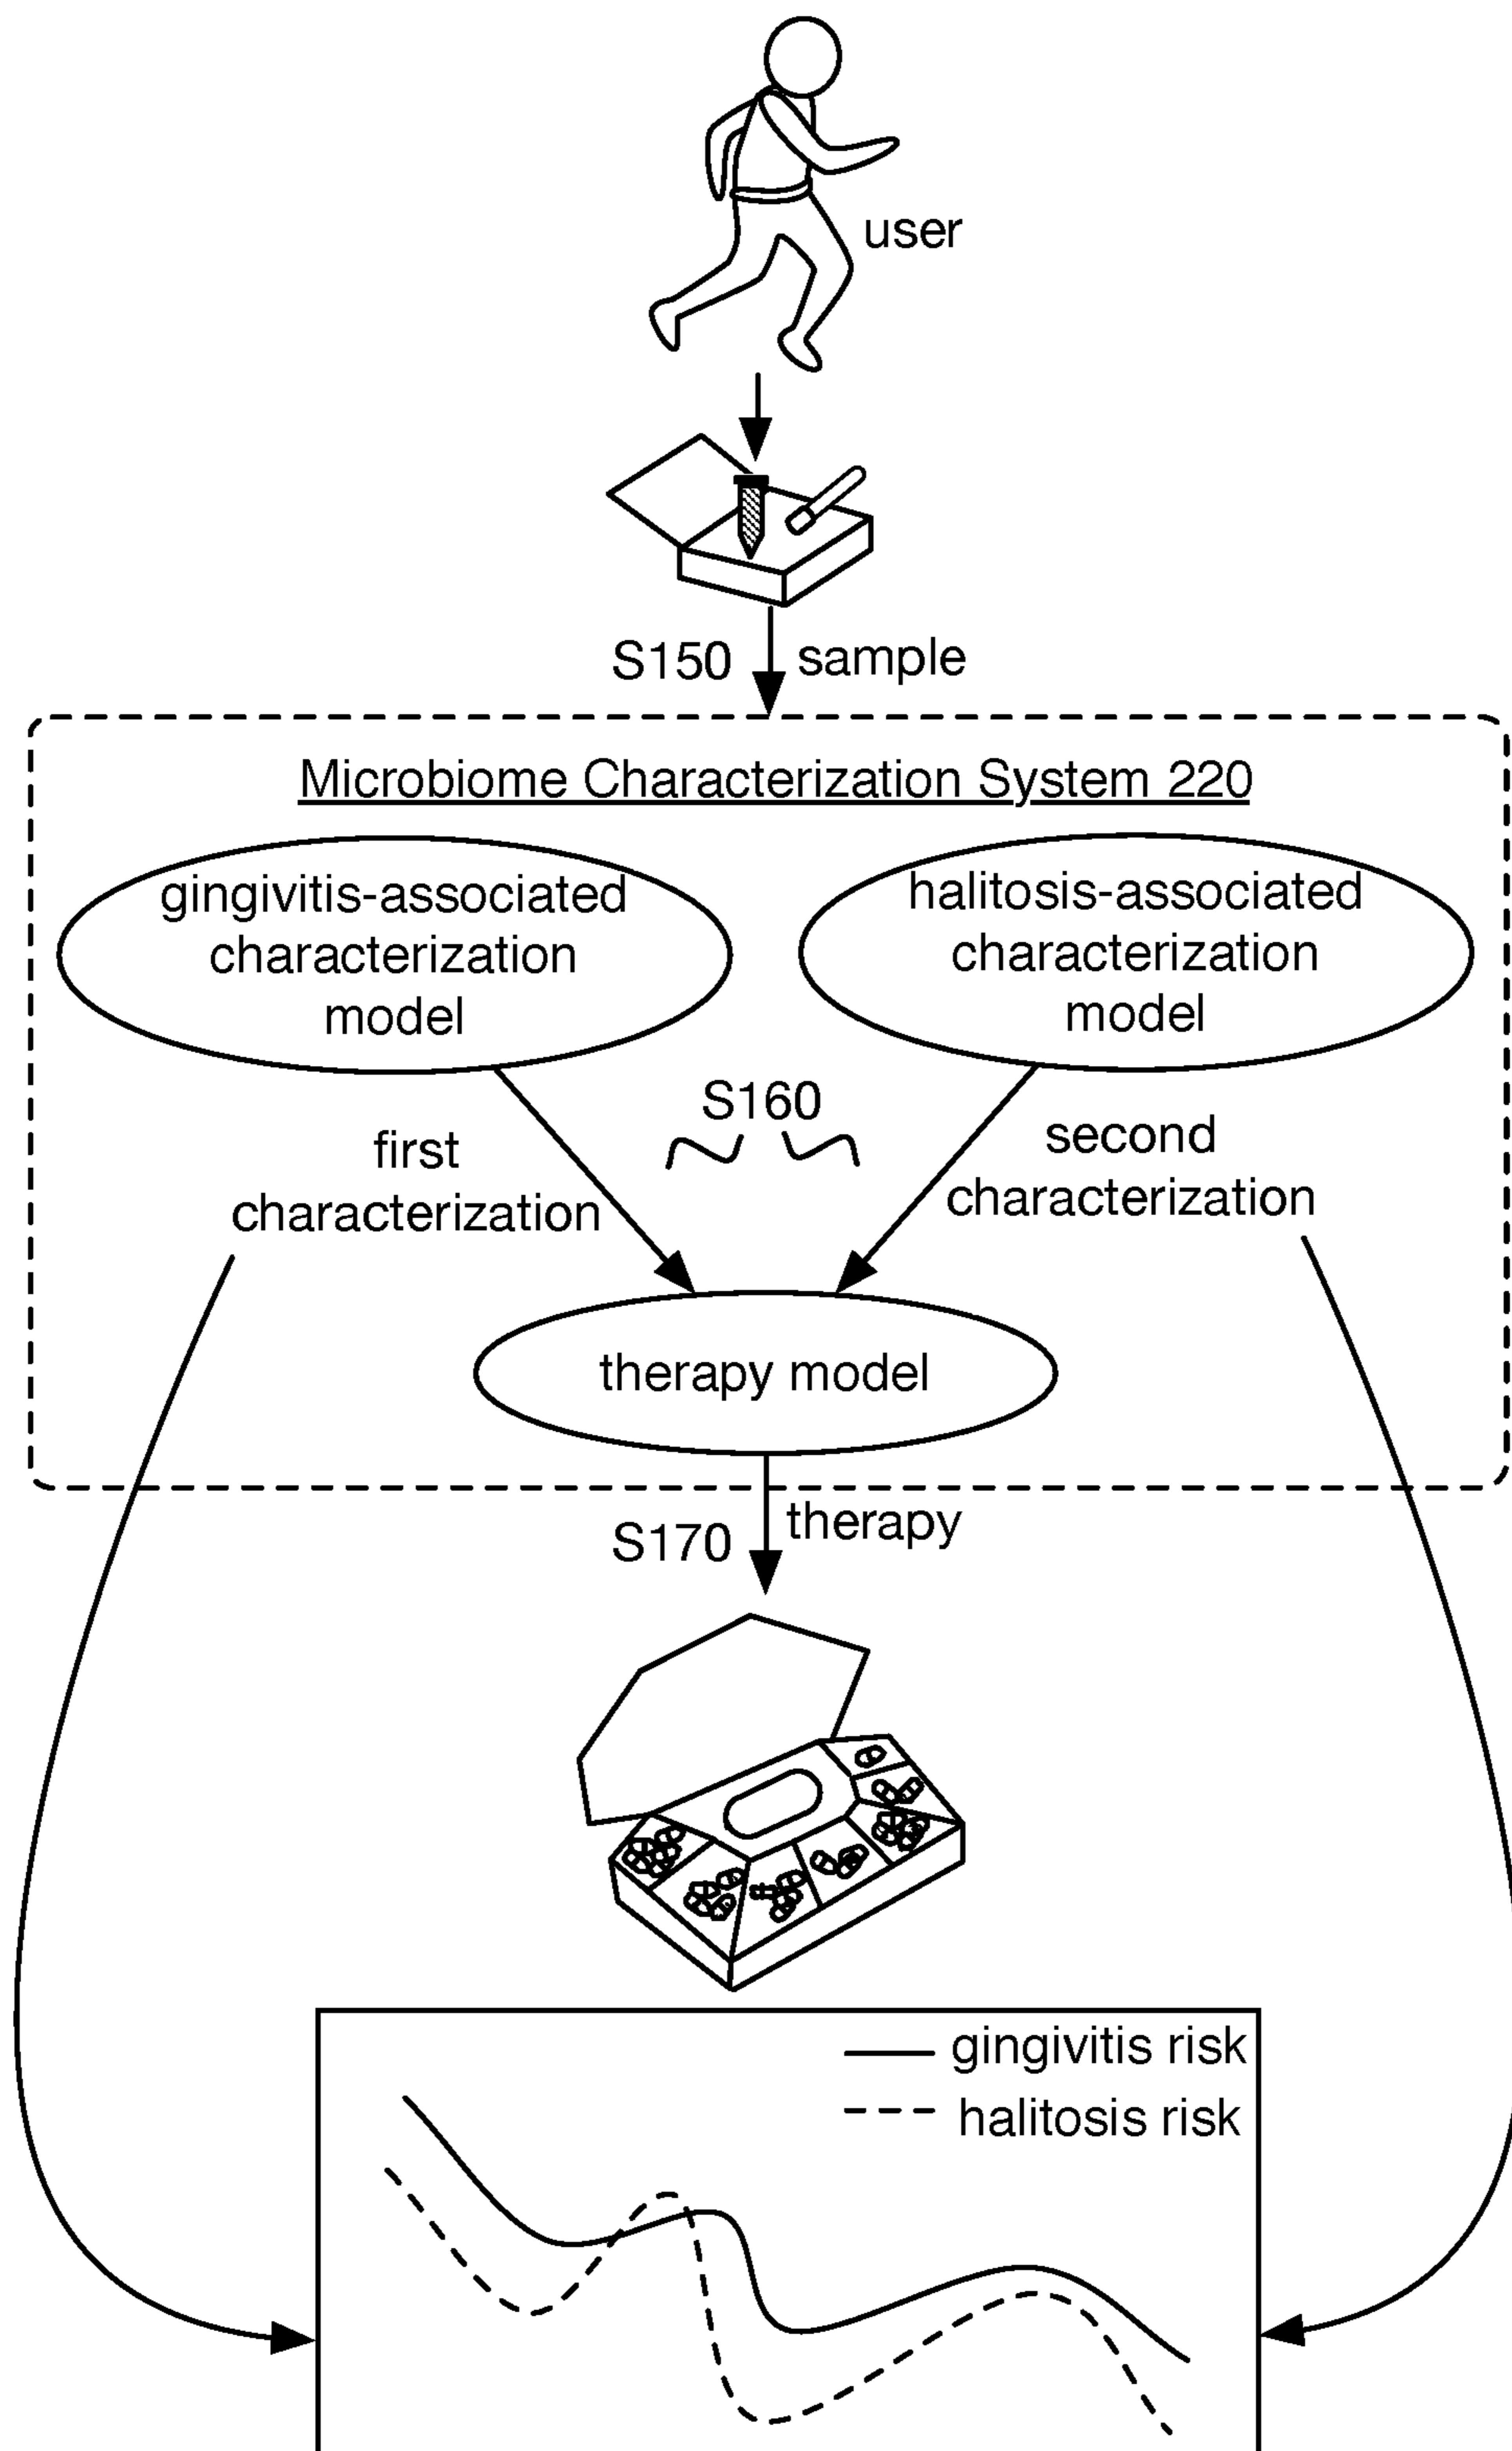 user
S150
sample
Microbiome Characterization System 220
gingivitis-associated
characterization
model
halitosis-associated
characterization
model
S160
first
characterization
second
characterization
therapy model
S170
therapy
gingivitis risk
halitosis risk